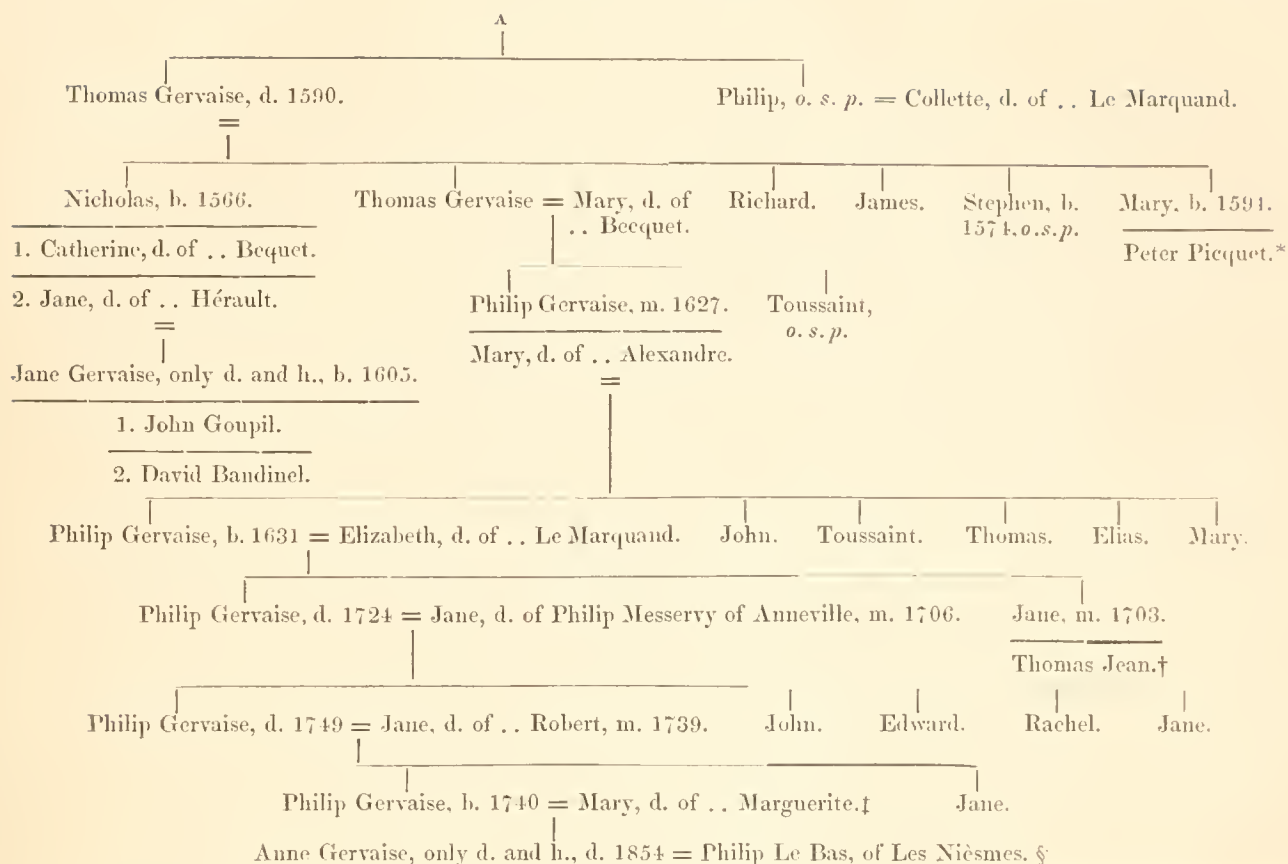 A
Thomas Gervaise, d. 1590. Philip, o. s. p. = Collette, d. of .. Le Marquand.
=
Nicholas, b. 1566. Thomas Gervaise = Mary, d. of Richard. James. Stephen, b. Mary, b. 1594.
.. Becquet. 1574, o.s.p.
1. Catherine, d. of .. Bequet. Peter Picquet.*
2. Jane, d. of .. Hérault. Philip Gervaise, m. 1627. Toussaint,
= o. s. p.
Mary, d. of .. Alexandre.
Jane Gervaise, only d. and h., b. 1605. =
1. John Goupil.
2. David Bandinel.
Philip Gervaise, b. 1631 = Elizabeth, d. of .. Le Marquand. John. Toussaint. Thomas. Elias. Mary.
Philip Gervaise, d. 1724 = Jane, d. of Philip Messervy of Anneville, m. 1706. Jane, m. 1703.
Thomas Jean.†
Philip Gervaise, d. 1749 = Jane, d. of .. Robert, m. 1739. John. Edward. Rachel. Jane.
Philip Gervaise, b. 1740 = Mary, d. of .. Marguerite.‡ Jane.
Anne Gervaise, only d. and h., d. 1854 = Philip Le Bas, of Les Nièsmes. §